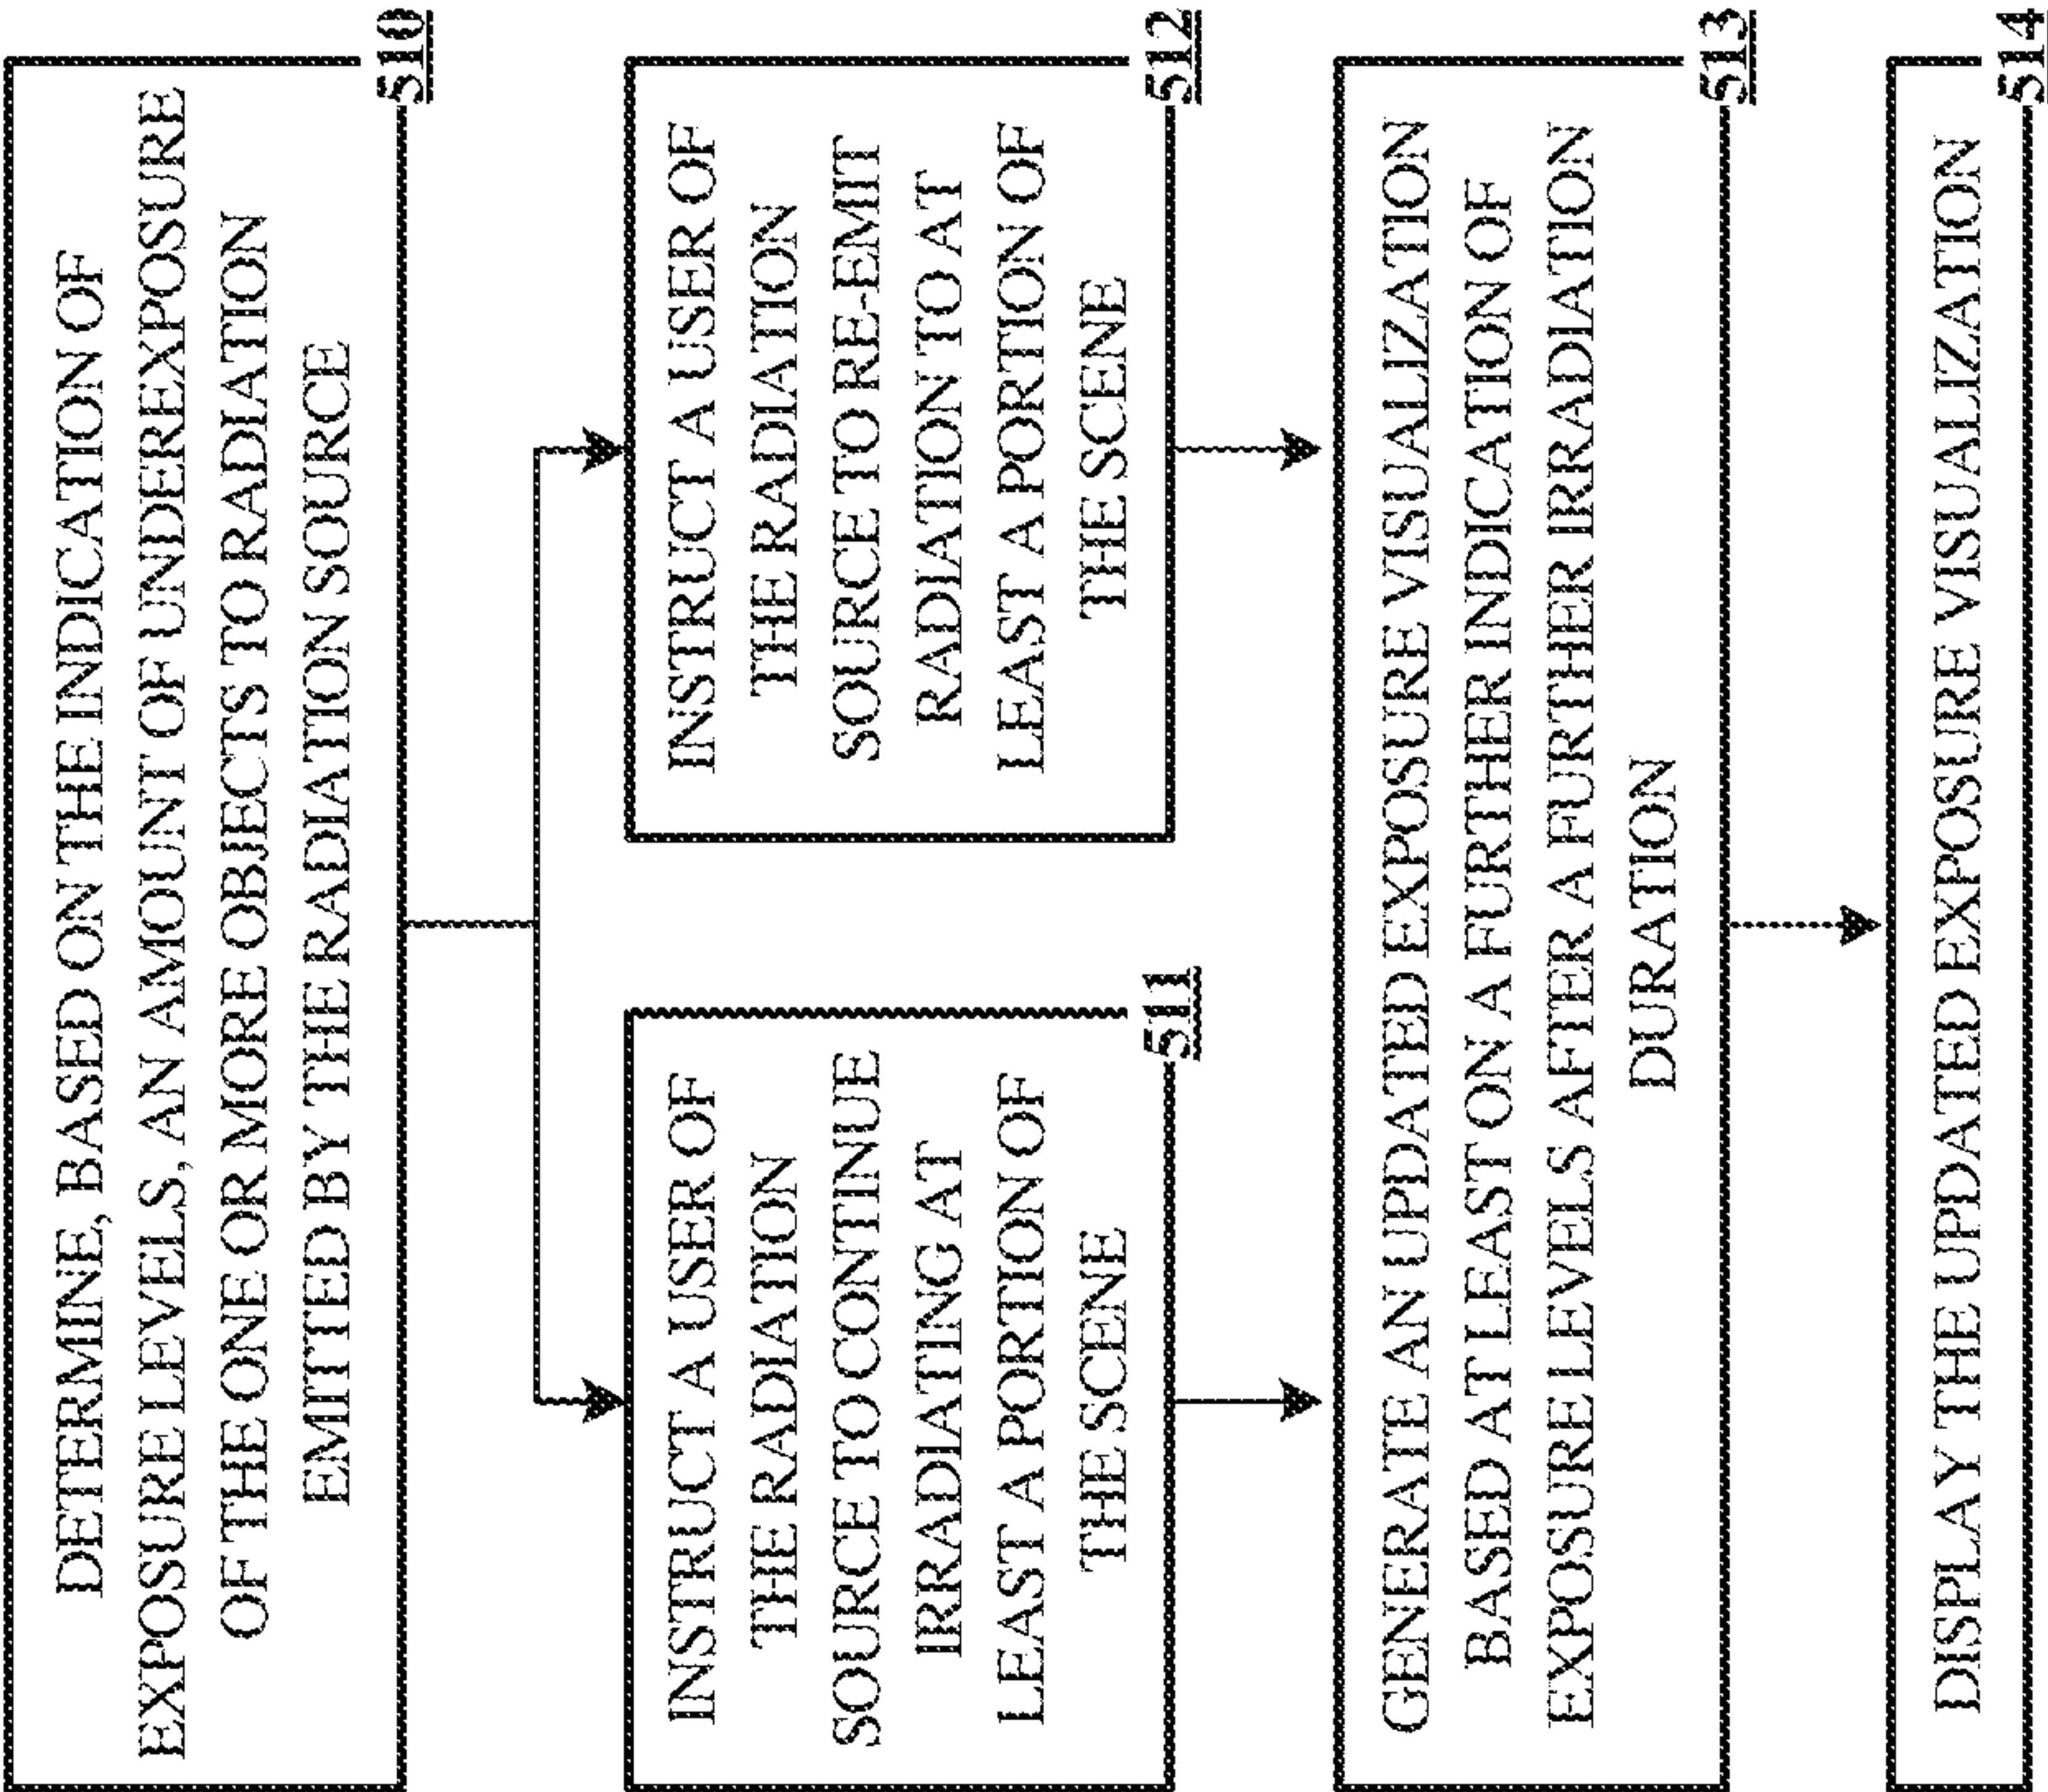 DETERMINE, BASED ON THE INDICATION OF
EXPOSURE LEVELS, AN AMOUNT OF UNDEREXPOSURE
OF THE ONE OR MORE OBJECTS TO RADIATION
EMITTED BY THE RADIATION SOURCE
510
INSTRUCT A USER OF
THE RADIATION
SOURCE TO CONTINUE
IRRADIATING AT
LEAST A PORTION OF
THE SCENE
511
INSTRUCT A USER OF
THE RADIATION
SOURCE TO RE-EMIT
RADIATION TO AT
LEAST A PORTION OF
THE SCENE
512
GENERATE AN UPDATED EXPOSURE VISUALIZATION
BASED AT LEAST ON A FURTHER INDICATION OF
EXPOSURE LEVELS AFTER A FURTHER IRRADIATION
DURATION
513
DISPLAY THE UPDATED EXPOSURE VISUALIZATION
514